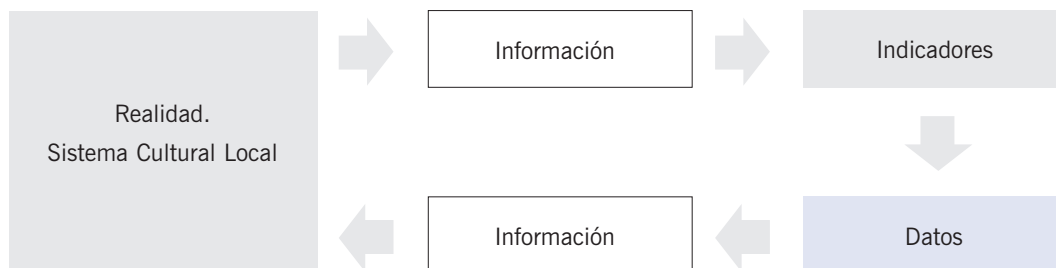 Realidad.
Sistema Cultural Local
Información
Indicadores
Información
Datos